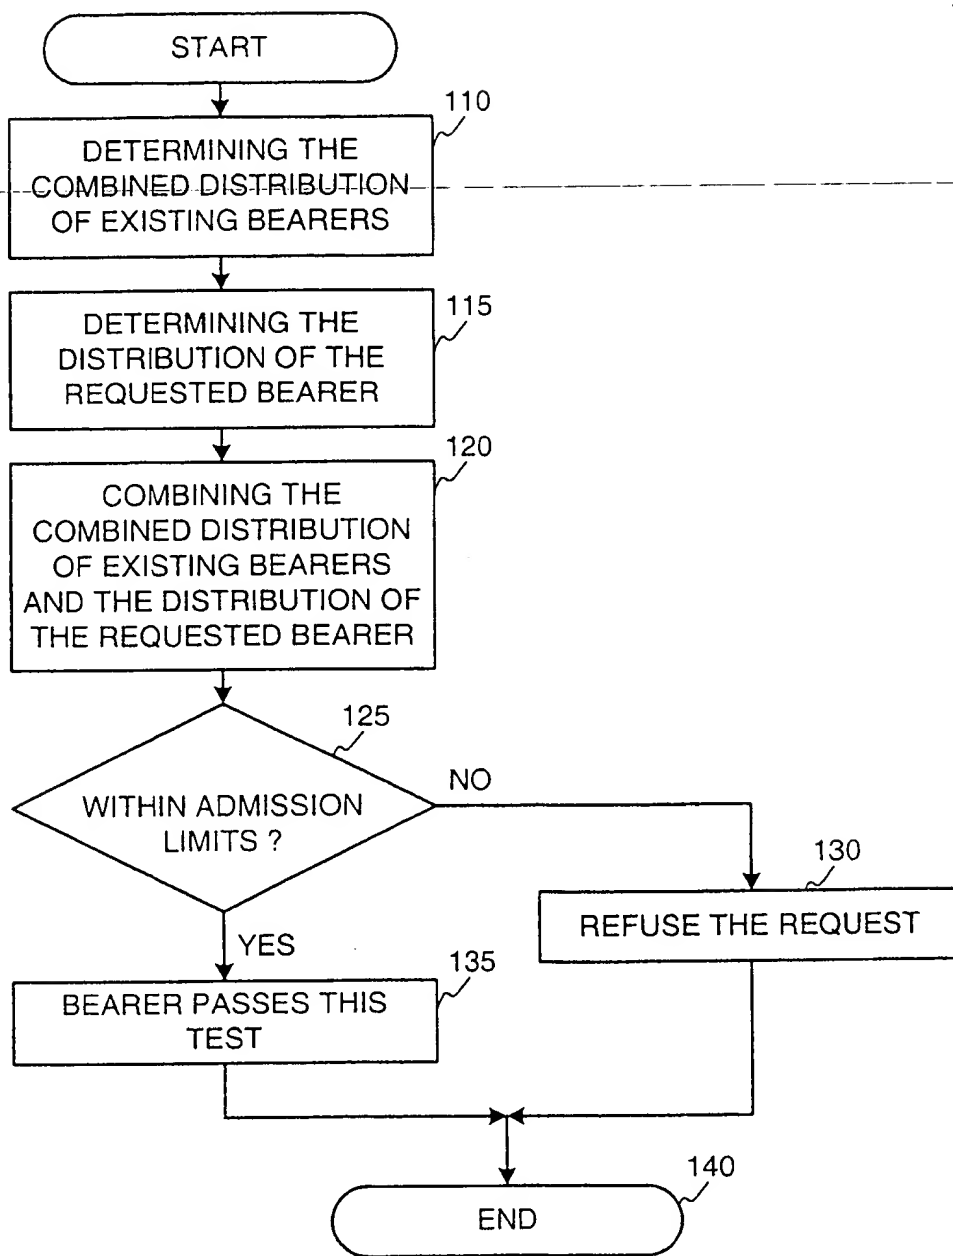 START
110
DETERMINING THE
COMBINED DISTRIBUTION
OF EXISTING BEARERS
115
DETERMINING THE
DISTRIBUTION OF THE
REQUESTED BEARER
120
COMBINING THE
COMBINED DISTRIBUTION
OF EXISTING BEARERS
AND THE DISTRIBUTION OF
THE REQUESTED BEARER
125
WITHIN ADMISSION
LIMITS ?
NO
130
REFUSE THE REQUEST
YES
135
BEARER PASSES THIS
TEST
140
END